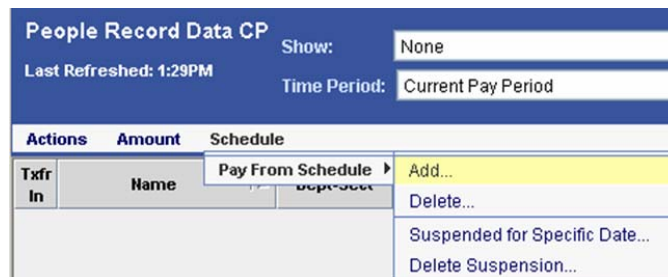 People Record Data CP
Last Refreshed: 1:29PM
Show: None
Time Period: Current Pay Period
Actions Amount Schedule
Txfr In
Name
Pay From Schedule
Add...
Delete...
Suspended for Specific Date...
Delete Suspension...